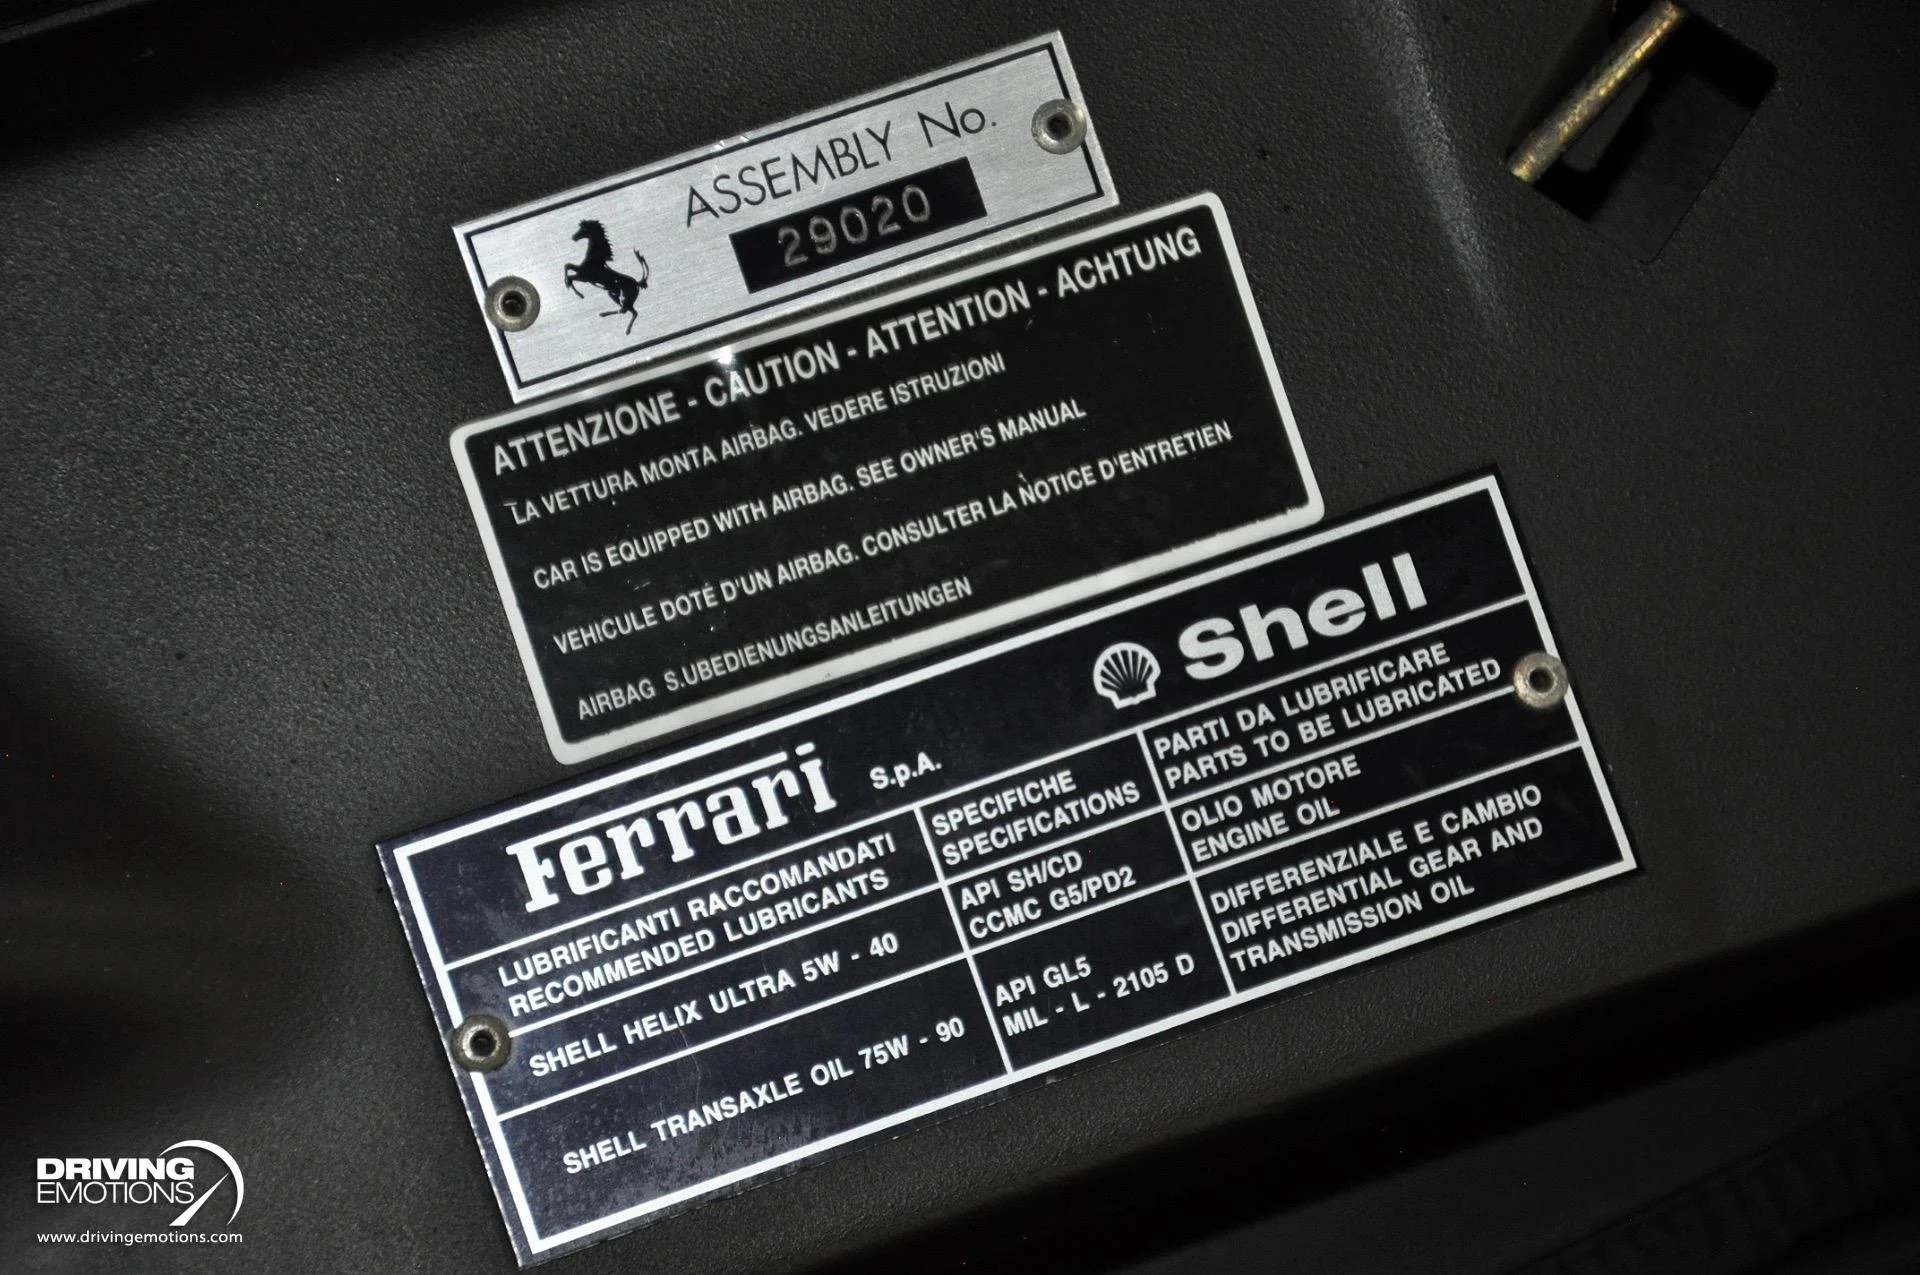 ASSEMBLY No.
29020
ATTENZIONE - CAUTION - ATTENTION - ACHTUNG
LA VETTURA MONTA AIRBAG. VEDERE ISTRUZIONI
CAR IS EQUIPPED WITH AIRBAG. SEE OWNER'S MANUAL
VEHICULE DOTÉ D'UN AIRBAG. CONSULTER LA NOTICE D'ENTRETIEN
AIRBAG S.UBEDIENUNGSANLEITUNGEN
Ferrari S.p.A. Shell
LUBRIFICANTI RACCOMANDATI
RECOMMENDED LUBRICANTS
SPECIFICHE
SPECIFICATIONS
PARTI DA LUBRIFICARE
PARTS TO BE LUBRICATED
SHELL HELIX ULTRA 5W - 40
API SH/CD
CCMC G5/PD2
OLIO MOTORE
ENGINE OIL
SHELL TRANSAXLE OIL 75W - 90
API GL5
MIL - L - 2105 D
DIFFERENZIALE E CAMBIO
DIFFERENTIAL GEAR AND
TRANSMISSION OIL
DRIVING
EMOTIONS
www.drivingemotions.com